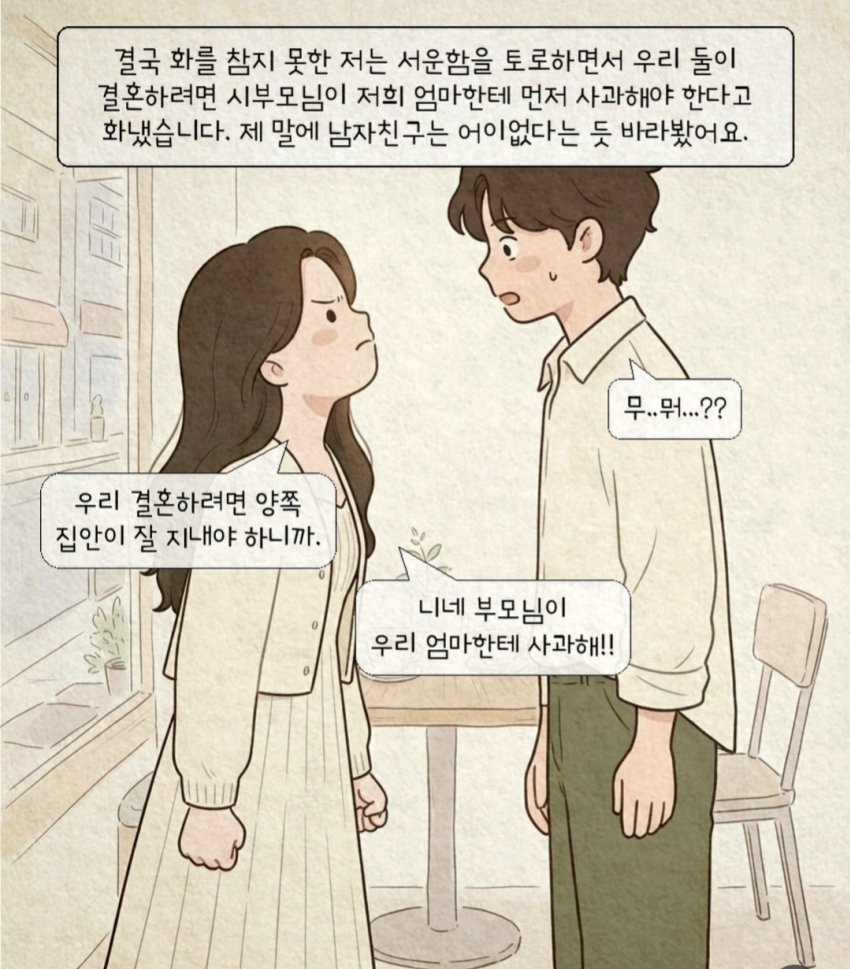 결국 화를 참지 못한 저는 서운함을 토로하면서 우리 둘이
결혼하려면 시부모님이 저희 엄마한테 먼저 사과해야 한다고
화냈습니다. 제 말에 남자친구는 어이없다는 듯 바라봤어요.
무..뭐...??
우리 결혼하려면 양쪽
집안이 잘 지내야 하니까.
니네 부모님이
우리 엄마한테 사과해!!